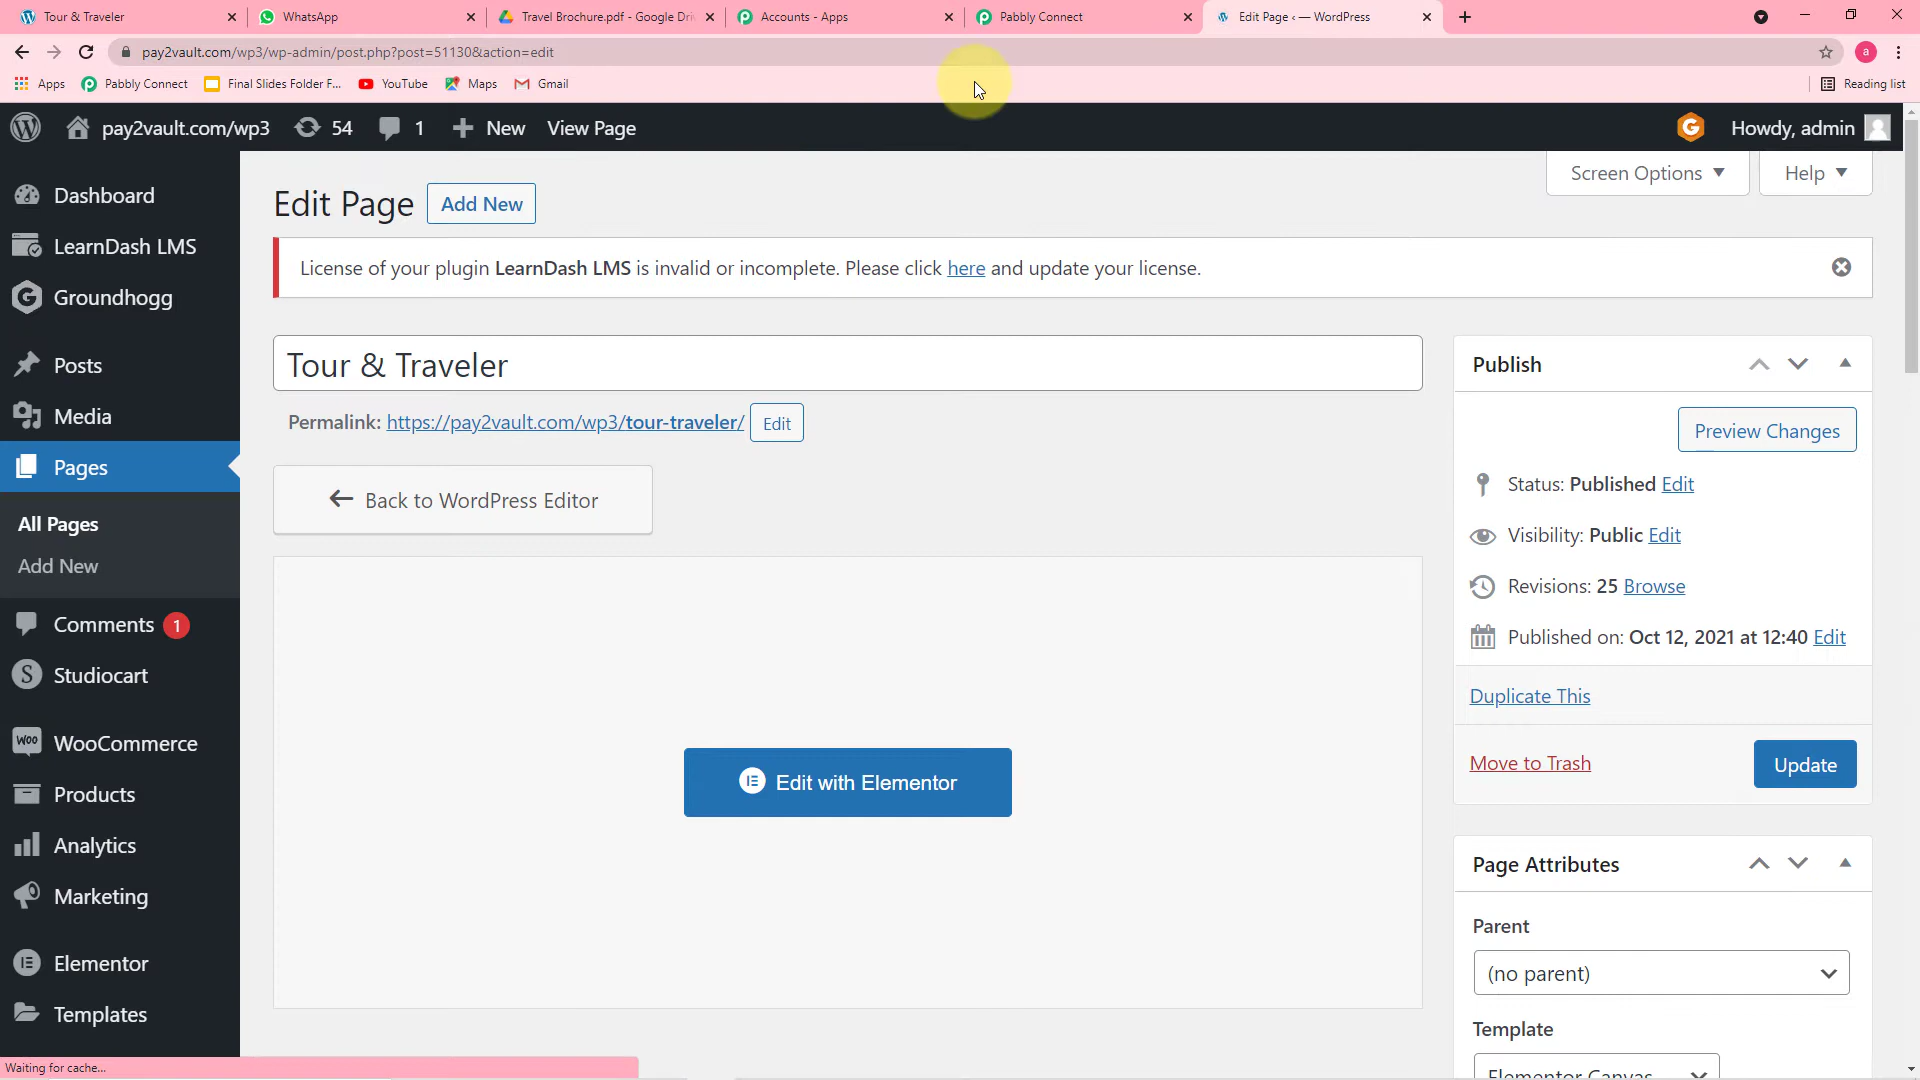 Tour & Traveler
WhatsApp
Travel Brochure.pdf - Google Dri
Accounts - Apps
Pabbly Connect
Edit Page ‹ — WordPress
pay2vault.com/wp3/wp-admin/post.php?post=51130&action=edit
a
Apps
Pabbly Connect
Final Slides Folder F...
YouTube
Maps
Gmail
Reading list
pay2vault.com/wp3
54
1
New
View Page
Howdy, admin
Screen Options
Help
Dashboard
LearnDash LMS
Groundhogg
Posts
Media
Pages
All Pages
Add New
Comments 1
Studiocart
WooCommerce
Products
Analytics
Marketing
Elementor
Templates
Edit Page
Add New
License of your plugin LearnDash LMS is invalid or incomplete. Please click here and update your license.
Tour & Traveler
Permalink: https://pay2vault.com/wp3/tour-traveler/
Edit
Back to WordPress Editor
Edit with Elementor
Publish
Preview Changes
Status: Published Edit
Visibility: Public Edit
Revisions: 25 Browse
Published on: Oct 12, 2021 at 12:40 Edit
Duplicate This
Move to Trash
Update
Page Attributes
Parent
(no parent)
Template
Elementor Canvas
Waiting for cache...